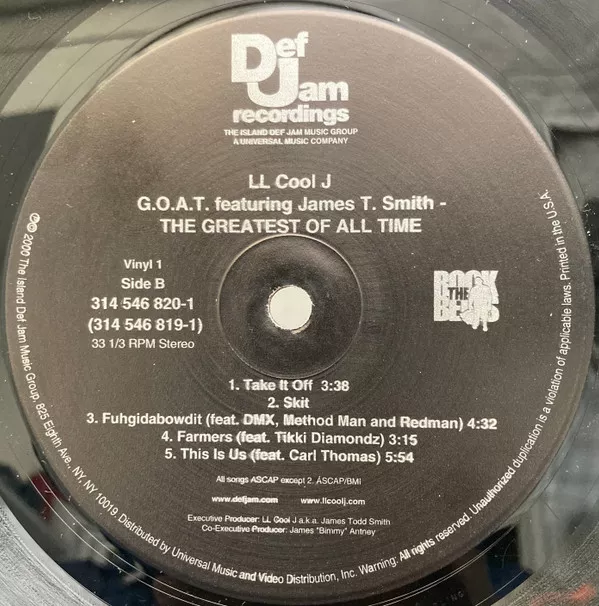 Def
Jam
recordings
THE ISLAND DEF JAM MUSIC GROUP
A UNIVERSAL MUSIC COMPANY
LL Cool J
G.O.A.T. featuring James T. Smith -
THE GREATEST OF ALL TIME
Vinyl 1
Side B
314 546 820-1
(314 546 819-1)
33 1/3 RPM Stereo
ROCK
THE
BELLS
1. Take It Off 3:38
2. Skit
3. Fuhgidabowdit (feat. DMX, Method Man and Redman) 4:32
4. Farmers (feat. Tikki Diamondz) 3:15
5. This Is Us (feat. Carl Thomas) 5:54
All songs ASCAP except 2. ASCAP/BMI
www.defjam.com www.llcoolj.com
Executive Producer: LL Cool J a.k.a. James Todd Smith
Co-Executive Producer: James "Bimmy" Antney
℗© 2000 The Island Def Jam Music Group, 825 Eighth Ave., NY, NY 10019. Distributed by Universal Music and Video Distribution, Inc. Warning: All rights reserved. Unauthorized duplication is a violation of applicable laws. Printed in the U.S.A.